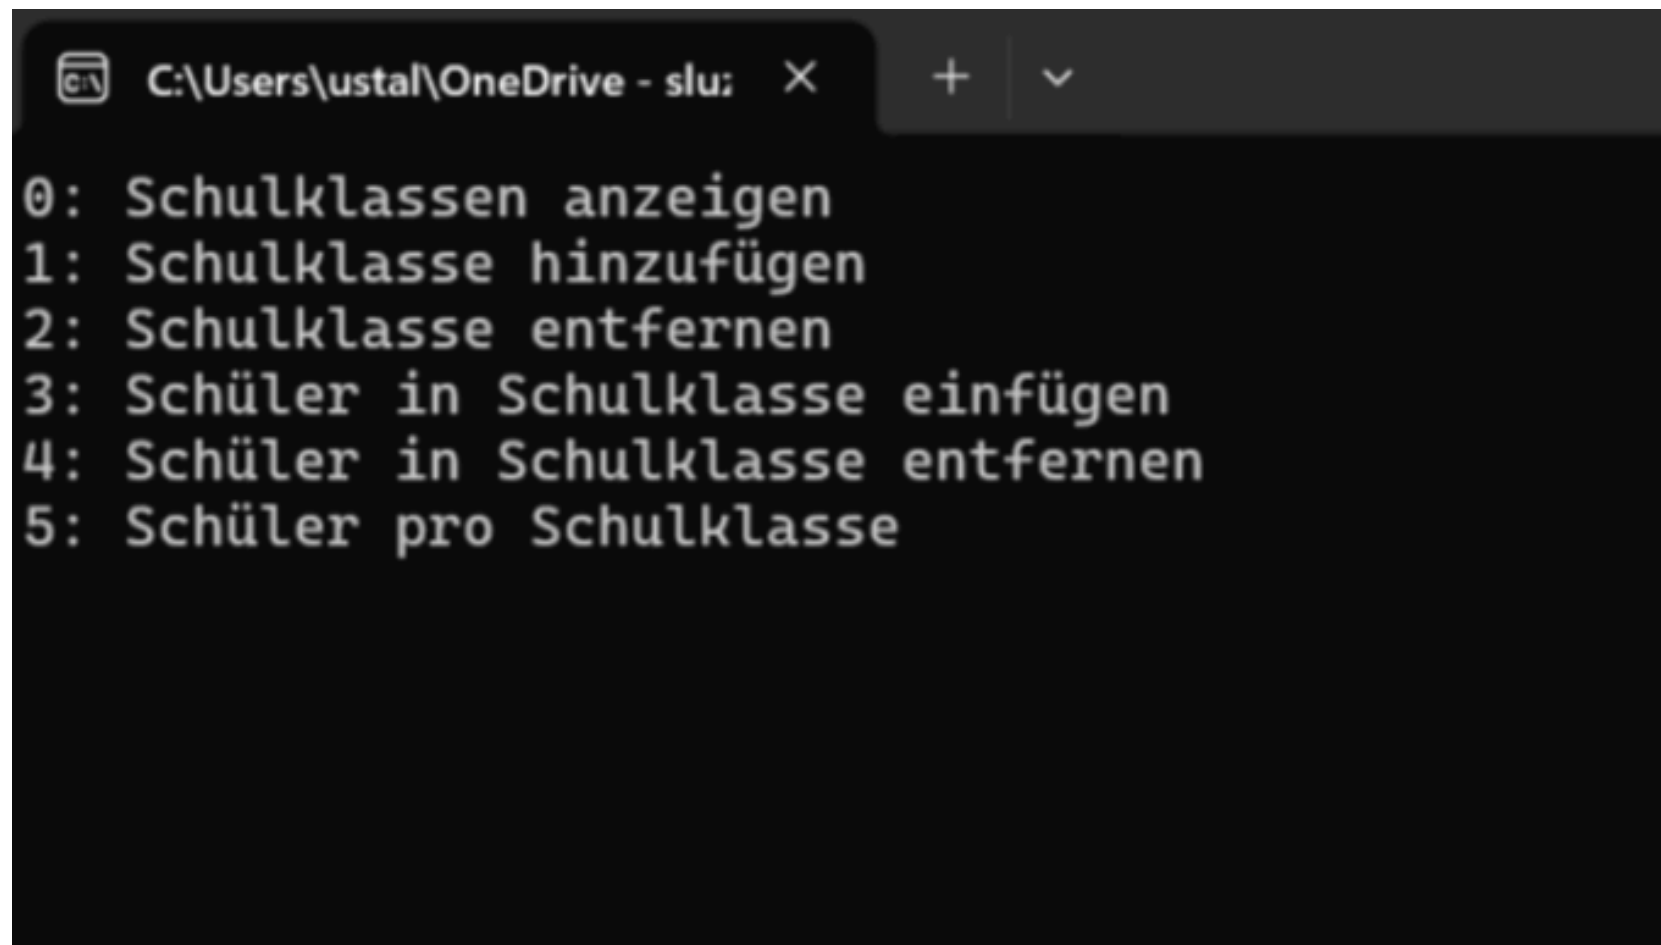 C:\Users\ustal\OneDrive - slu
0: Schulklassen anzeigen
1: Schulklasse hinzufügen
2: Schulklasse entfernen
3: Schüler in Schulklasse einfügen
4: Schüler in Schulklasse entfernen
5: Schüler pro Schulklasse